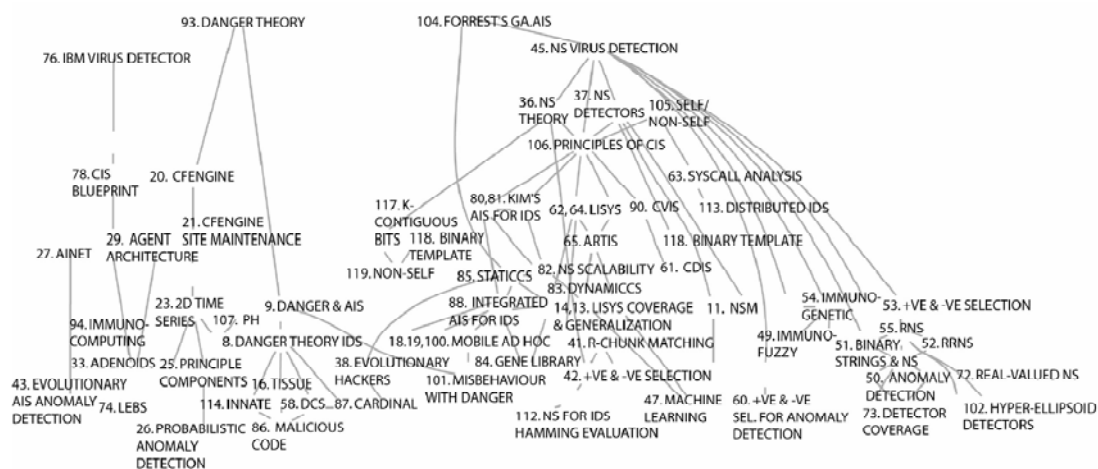 93. DANGER THEORY
104. FORREST'S GA.AIS
45. NS VIRUS DETECTION
76. IBM VIRUS DETECTOR
36. NS
THEORY
37. NS
DETECTORS
105. SELF/
NON-SELF
106. PRINCIPLES OF CIS
78. CIS
BLUEPRINT
20. CFENGINE
63. SYSCALL ANALYSIS
117. K-
CONTIGUOUS
BITS
80,81. KIM'S
AIS FOR IDS
62, 64. LISYS
90. CVIS
113. DISTRIBUTED IDS
21. CFENGINE
SITE MAINTENANCE
29. AGENT
ARCHITECTURE
27. AINET
118. BINARY
TEMPLATE
65. ARTIS
118. BINARY TEMPLATE
119. NON-SELF
85. STATICCS
82. NS SCALABILITY
83. DYNAMICCS
61. CDIS
23. 2D TIME
SERIES
107. PH
9. DANGER & AIS
88. INTEGRATED
AIS FOR IDS
14,13. LISYS COVERAGE
& GENERALIZATION
11. NSM
54. IMMUNO-
GENETIC
53. +VE & -VE SELECTION
94. IMMUNO-
COMPUTING
8. DANGER THEORY IDS
18.19,100. MOBILE AD HOC
41. R-CHUNK MATCHING
49. IMMUNO-
FUZZY
55. RNS
52. RRNS
51. BINARY
STRINGS & NS
33. ADENOIDS
25. PRINCIPLE
COMPONENTS
38. EVOLUTIONARY
HACKERS
84. GENE LIBRARY
42. +VE & -VE SELECTION
50. ANOMALY
DETECTION
72. REAL-VALUED NS
43. EVOLUTIONARY
AIS ANOMALY
DETECTION
16. TISSUE
101. MISBEHAVIOUR
WITH DANGER
74. LEBS
114. INNATE
58. DCS
87. CARDINAL
47. MACHINE
LEARNING
60. +VE & -VE
SEL. FOR ANOMALY
DETECTION
73. DETECTOR
COVERAGE
102. HYPER-ELLIPSOID
DETECTORS
26. PROBABILISTIC
ANOMALY
DETECTION
86. MALICIOUS
CODE
112. NS FOR IDS
HAMMING EVALUATION